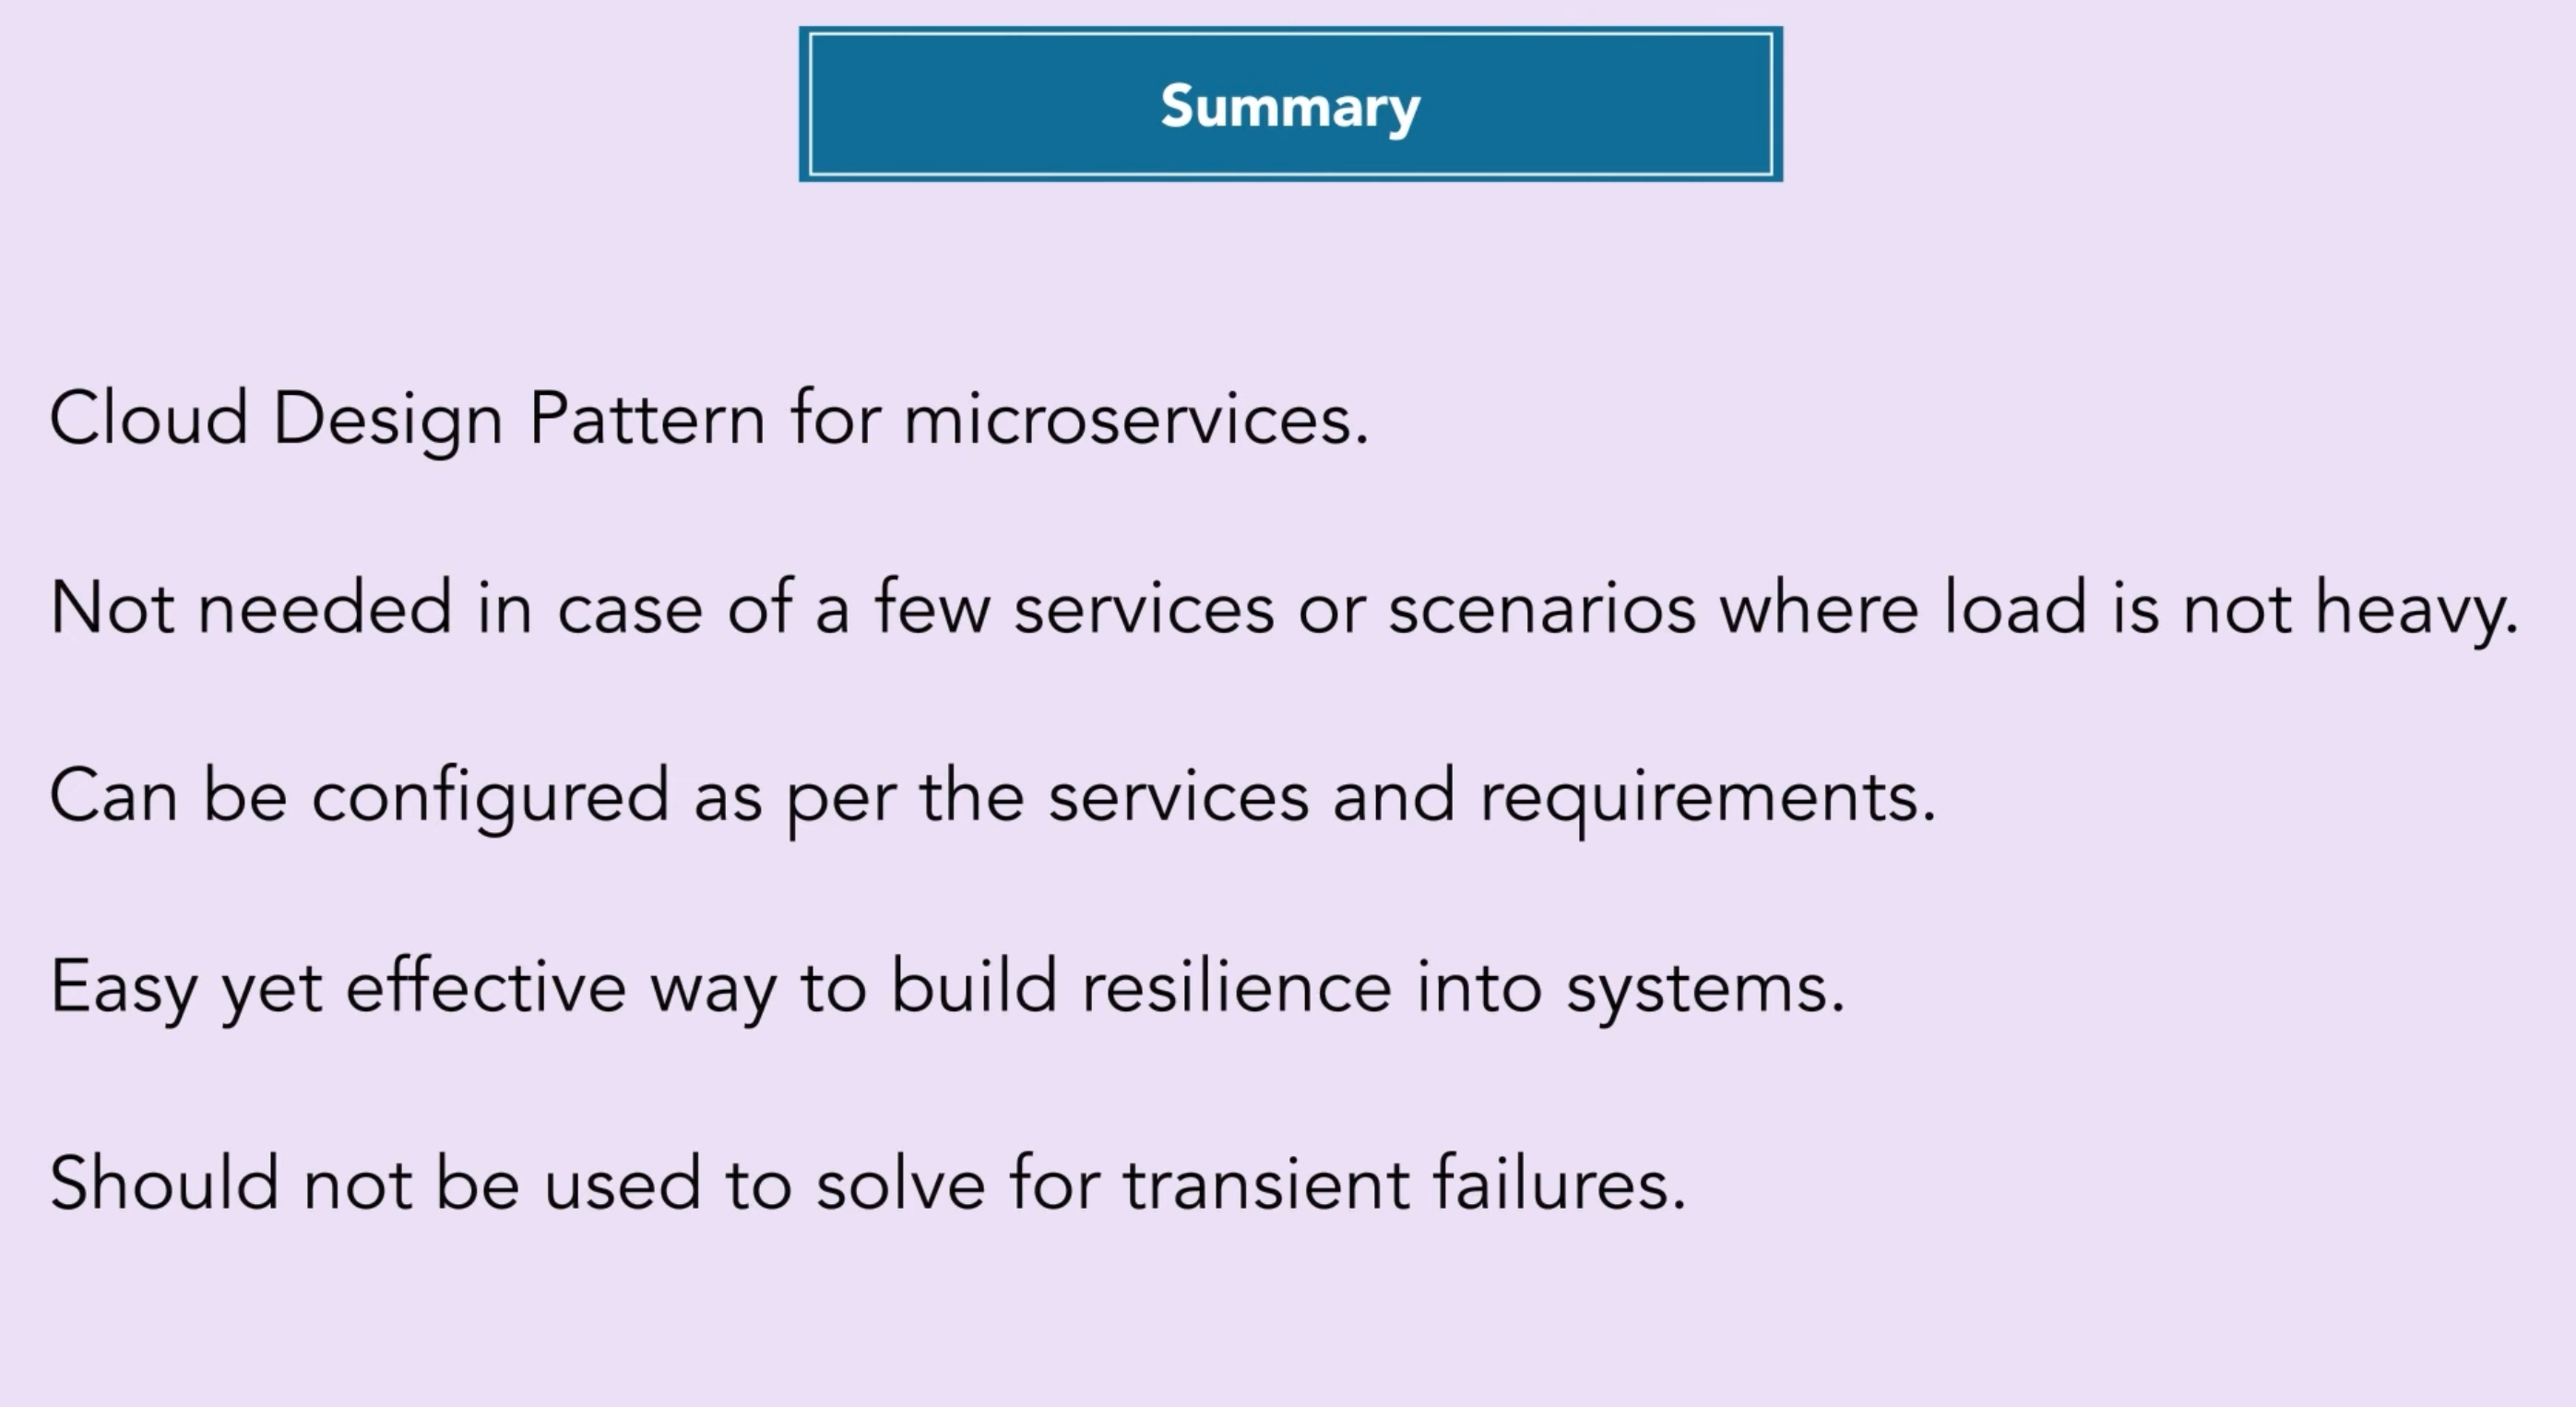 Summary
Cloud Design Pattern for microservices.
Not needed in case of a few services or scenarios where load is not heavy.
Can be configured as per the services and requirements.
Easy yet effective way to build resilience into systems.
Should not be used to solve for transient failures.